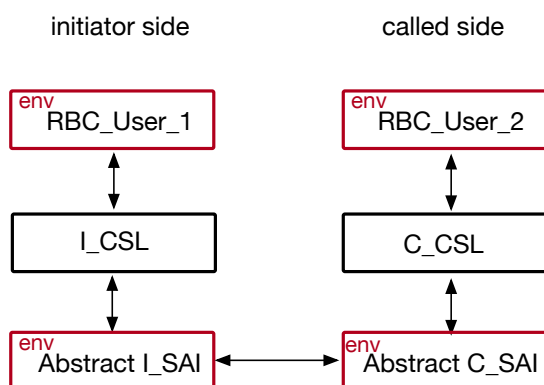 initiator side called side
env env
RBC_User_1 RBC_User_2
I_CSL C_CSL
env env
Abstract I_SAI Abstract C_SAI